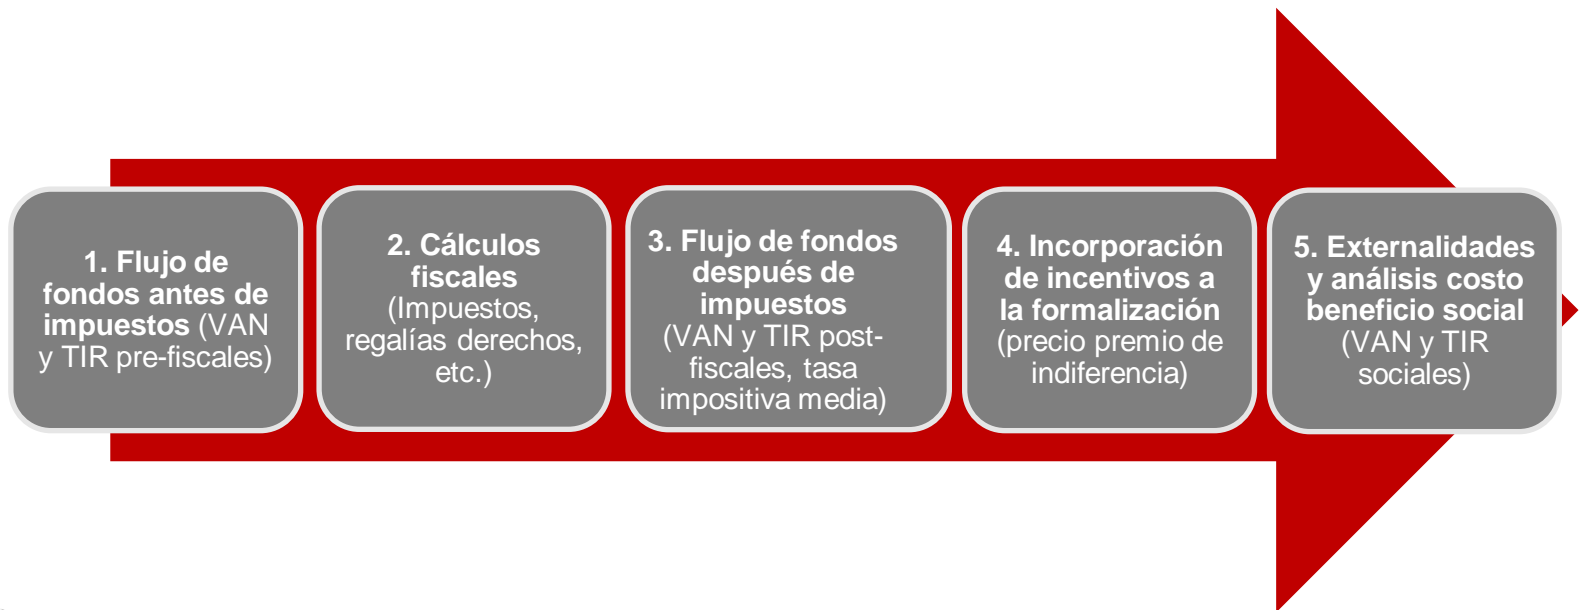 1. Flujo de
fondos antes de
impuestos (VAN
y TIR pre-fiscales)
2. Cálculos
fiscales
(Impuestos,
regalías derechos,
etc.)
3. Flujo de fondos
después de
impuestos
(VAN y TIR post-
fiscales, tasa
impositiva media)
4. Incorporación
de incentivos a
la formalización
(precio premio de
indiferencia)
5. Externalidades
y análisis costo
beneficio social
(VAN y TIR
sociales)